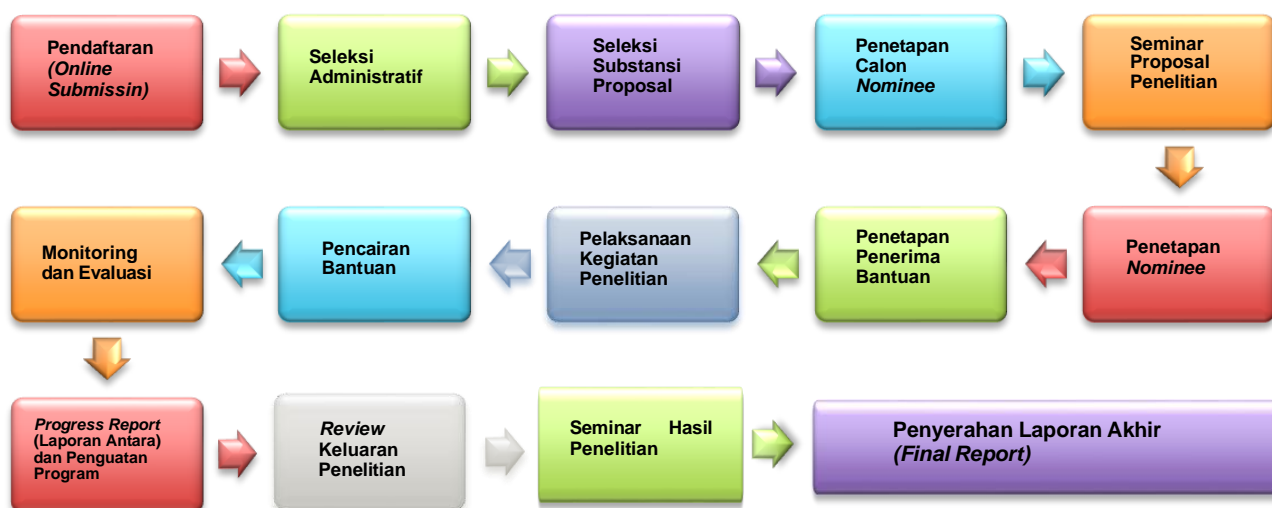 Pendaftaran
(Online
Submissin)
Seleksi
Administratif
Seleksi
Substansi
Proposal
Penetapan
Calon
Nominee
Seminar
Proposal
Penelitian
Penetapan
Nominee
Penetapan
Penerima
Bantuan
Pelaksanaan
Kegiatan
Penelitian
Pencairan
Bantuan
Monitoring
dan Evaluasi
Progress Report
(Laporan Antara)
dan Penguatan
Program
Review
Keluaran
Penelitian
Seminar Hasil
Penelitian
Penyerahan Laporan Akhir
(Final Report)